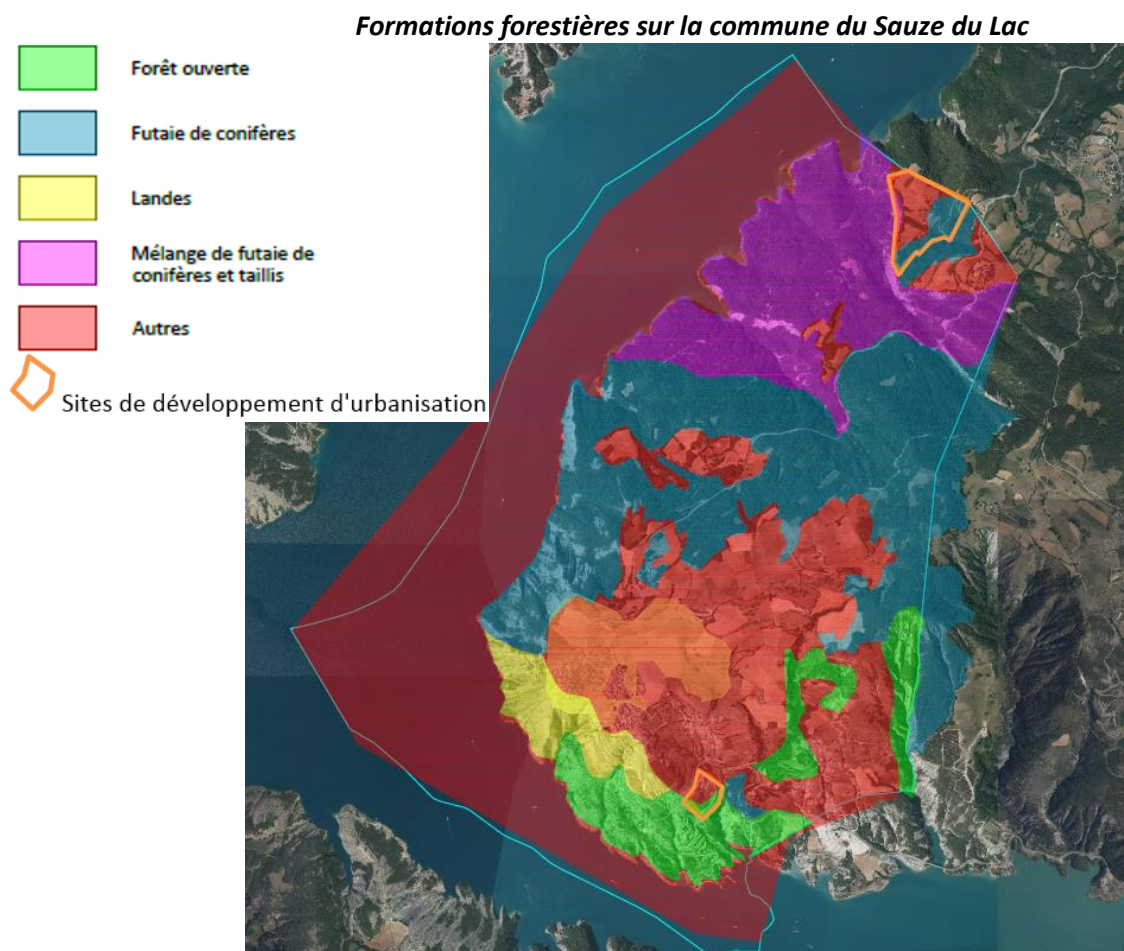 Formations forestières sur la commune du Sauze du Lac
Forêt ouverte
Futaie de conifères
Landes
Mélange de futaie de
conifères et taillis
Autres
Sites de développement d'urbanisation